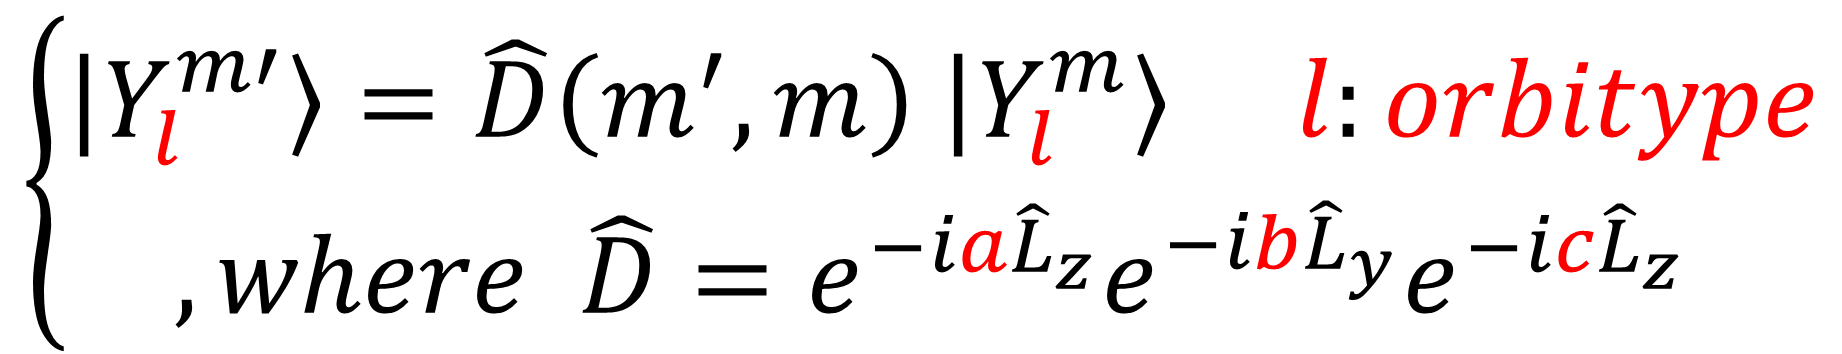 |Y_l^{m′}⟩ = D̂(m′, m) |Y_l^m⟩ l: orbitype
, where D̂ = e^{−iaL̂_z}e^{−ibL̂_y}e^{−icL̂_z}